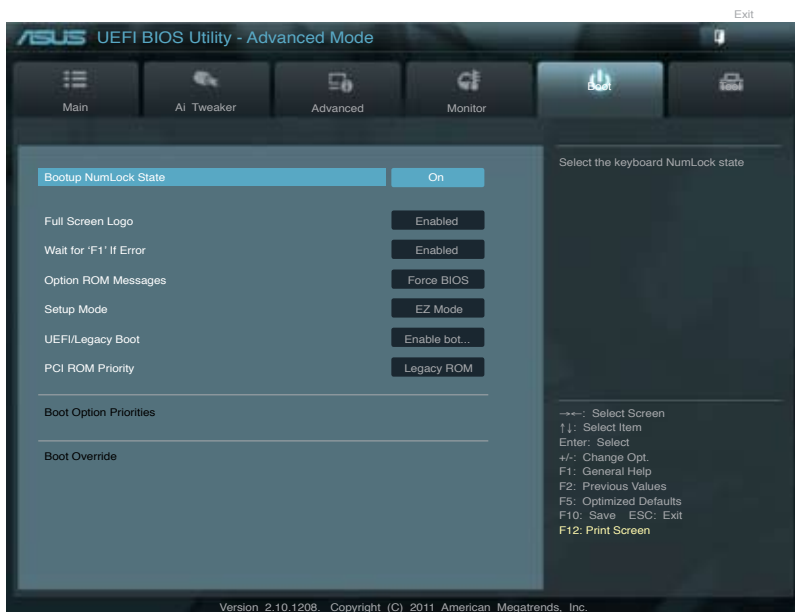 Exit
ASUS UEFI BIOS Utility - Advanced Mode
Main
Ai Tweaker
Advanced
Monitor
Boot
Tool
Bootup NumLock State On
Full Screen Logo Enabled
Wait for ‘F1’ If Error Enabled
Option ROM Messages Force BIOS
Setup Mode EZ Mode
UEFI/Legacy Boot Enable bot...
PCI ROM Priority Legacy ROM
Boot Option Priorities
Boot Override
Select the keyboard NumLock state
→←: Select Screen
↑↓: Select Item
Enter: Select
+/-: Change Opt.
F1: General Help
F2: Previous Values
F5: Optimized Defaults
F10: Save ESC: Exit
F12: Print Screen
Version 2.10.1208. Copyright (C) 2011 American Megatrends, Inc.